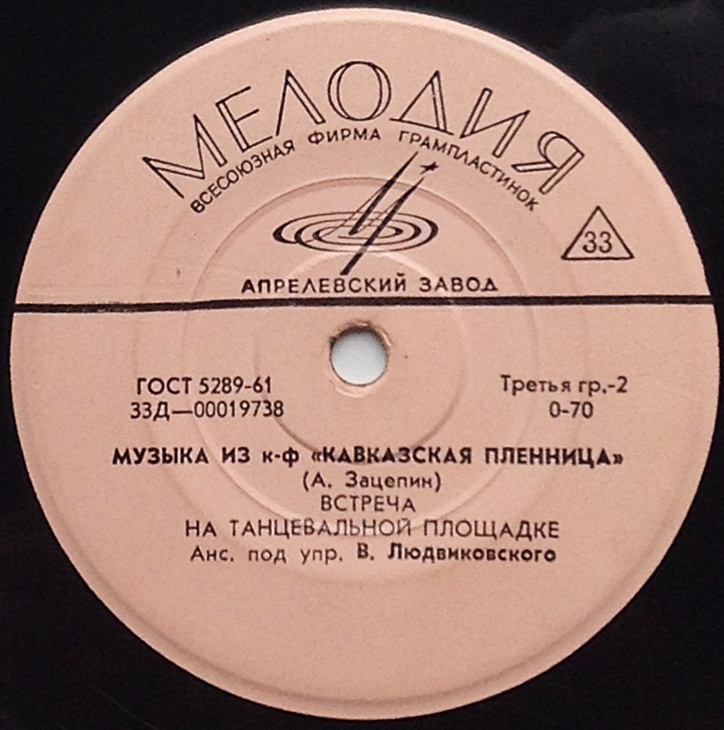 МЕЛОДИЯ
ВСЕСОЮЗНАЯ ФИРМА ГРАМПЛАСТИНОК
33
АПРЕЛЕВСКИЙ ЗАВОД
ГОСТ 5289-61
Третья гр.-2
33Д—00019738
0-70
МУЗЫКА ИЗ к-ф «КАВКАЗСКАЯ ПЛЕННИЦА»
(А. Зацепин)
ВСТРЕЧА
НА ТАНЦЕВАЛЬНОЙ ПЛОЩАДКЕ
Анс. под упр. В. Людвиковского